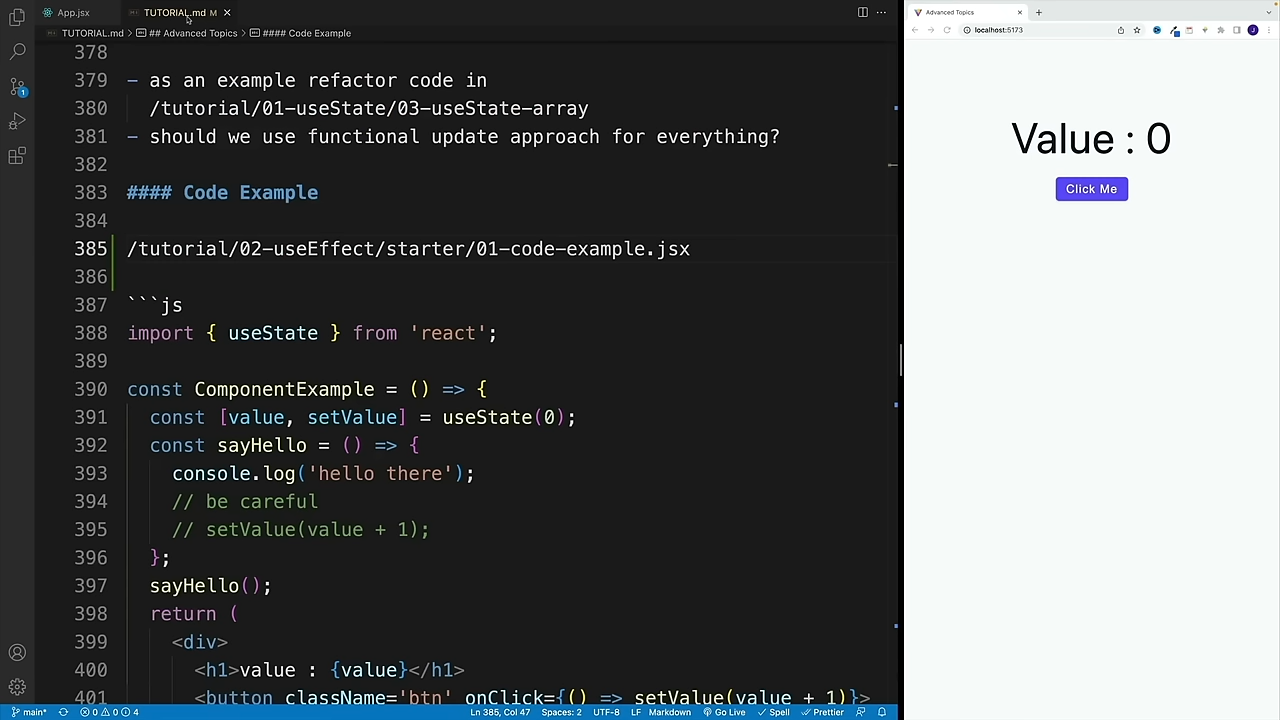 App.jsx
TUTORIAL.md M
TUTORIAL.md > ## Advanced Topics > #### Code Example
378
379 - as an example refactor code in
380 /tutorial/01-useState/03-useState-array
381 - should we use functional update approach for everything?
382
383 #### Code Example
384
385 /tutorial/02-useEffect/starter/01-code-example.jsx
386
387 ```js
388 import { useState } from 'react';
389
390 const ComponentExample = () => {
391 const [value, setValue] = useState(0);
392 const sayHello = () => {
393 console.log('hello there');
394 // be careful
395 // setValue(value + 1);
396 };
397 sayHello();
398 return (
399 <div>
400 <h1>value : {value}</h1>
401 <button className='btn' onClick={() => setValue(value + 1)}>
1
main* 0 0 4 Ln 385, Col 47 Spaces: 2 UTF-8 LF Markdown Go Live Spell Prettier
Advanced Topics
localhost:5173
J
Value : 0
Click Me